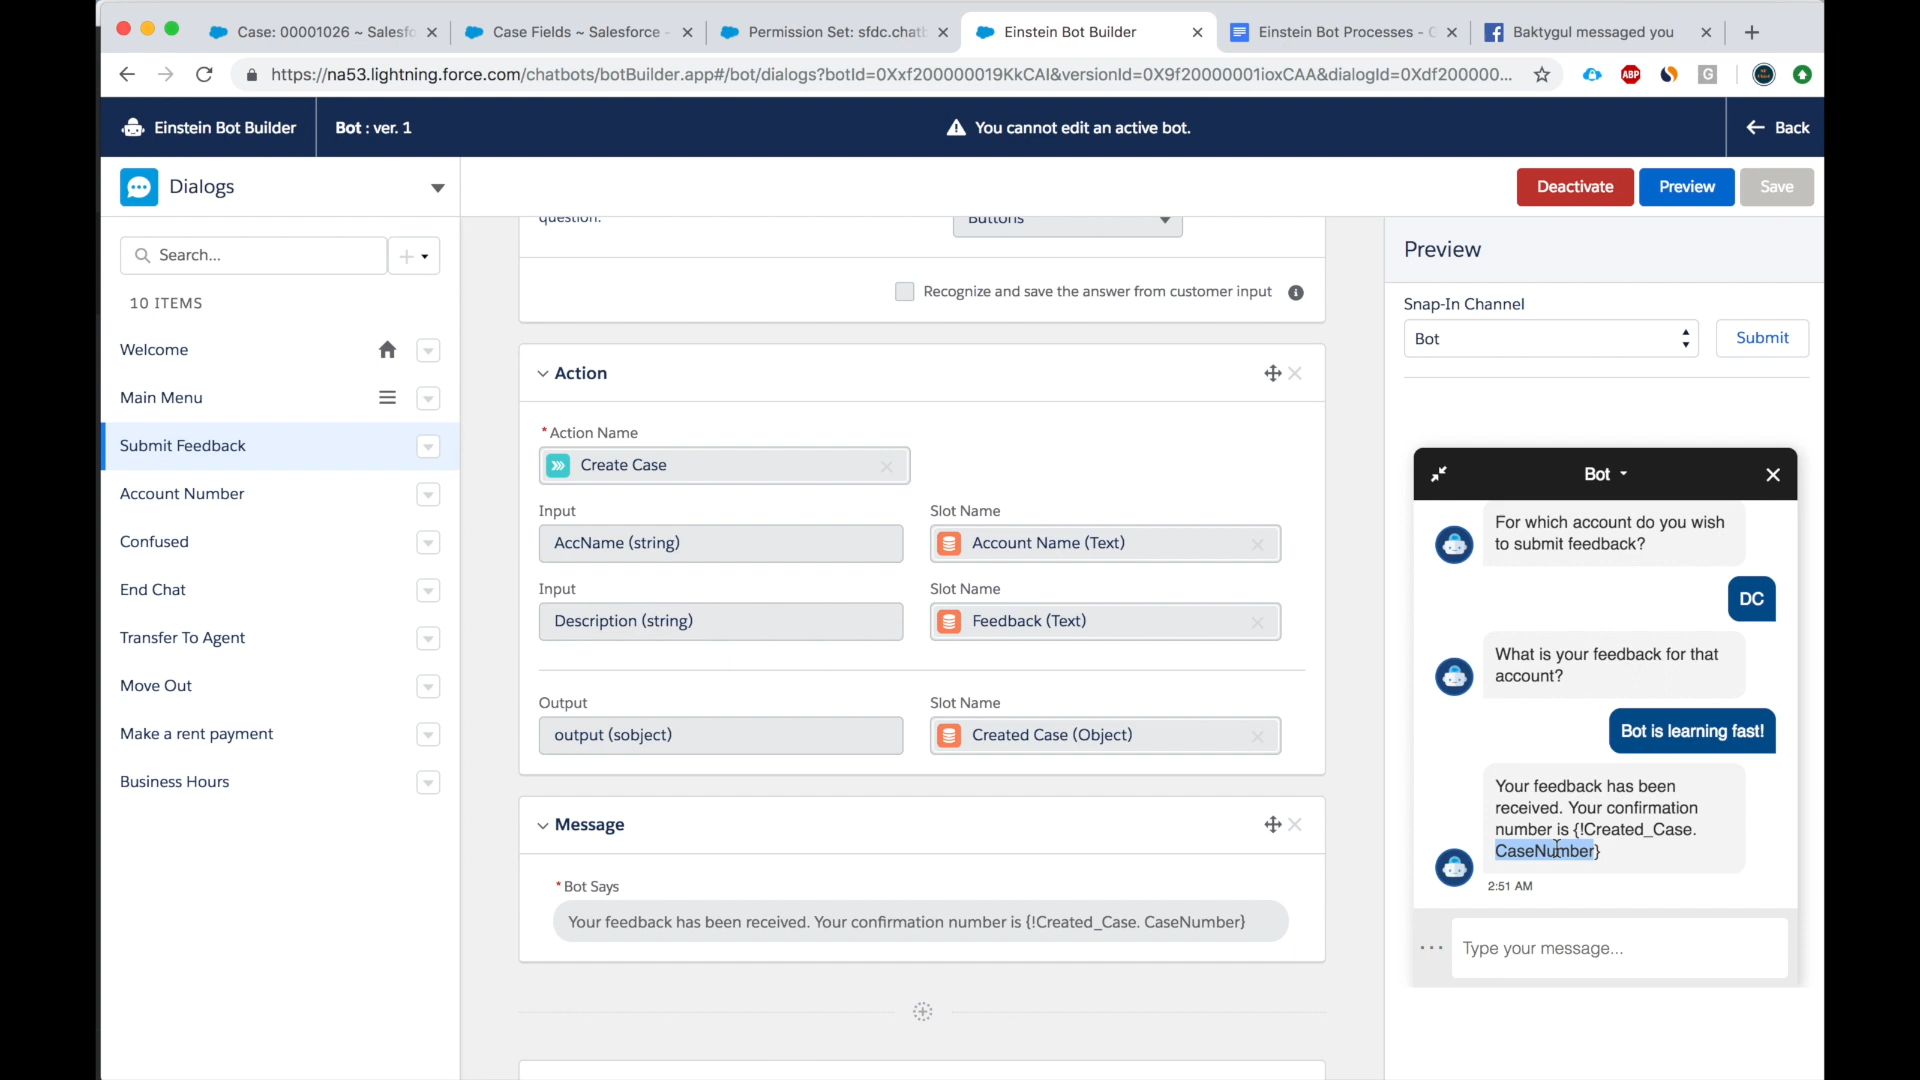 Case: 00001026 ~ Salesfo
Case Fields ~ Salesforce -
Permission Set: sfdc.chatb
Einstein Bot Builder
Einstein Bot Processes - G
Baktygul messaged you
https://na53.lightning.force.com/chatbots/botBuilder.app#/bot/dialogs?botId=0Xxf200000019KkCAI&versionId=0X9f20000001ioxCAA&dialogId=0Xdf200000...
ABP
G
Einstein Bot Builder
Bot : ver. 1
You cannot edit an active bot.
Back
Dialogs
Deactivate
Preview
Save
Search...
10 ITEMS
Welcome
Main Menu
Submit Feedback
Account Number
Confused
End Chat
Transfer To Agent
Move Out
Make a rent payment
Business Hours
question:
Buttons
Recognize and save the answer from customer input
Action
*Action Name
Create Case
Input
Slot Name
AccName (string)
Account Name (Text)
Input
Slot Name
Description (string)
Feedback (Text)
Output
Slot Name
output (sobject)
Created Case (Object)
Message
*Bot Says
Your feedback has been received. Your confirmation number is {!Created_Case. CaseNumber}
Preview
Snap-In Channel
Bot
Submit
Bot
For which account do you wish
to submit feedback?
DC
What is your feedback for that
account?
Bot is learning fast!
Your feedback has been
received. Your confirmation
number is {!Created_Case.
CaseNumber}
2:51 AM
Type your message...